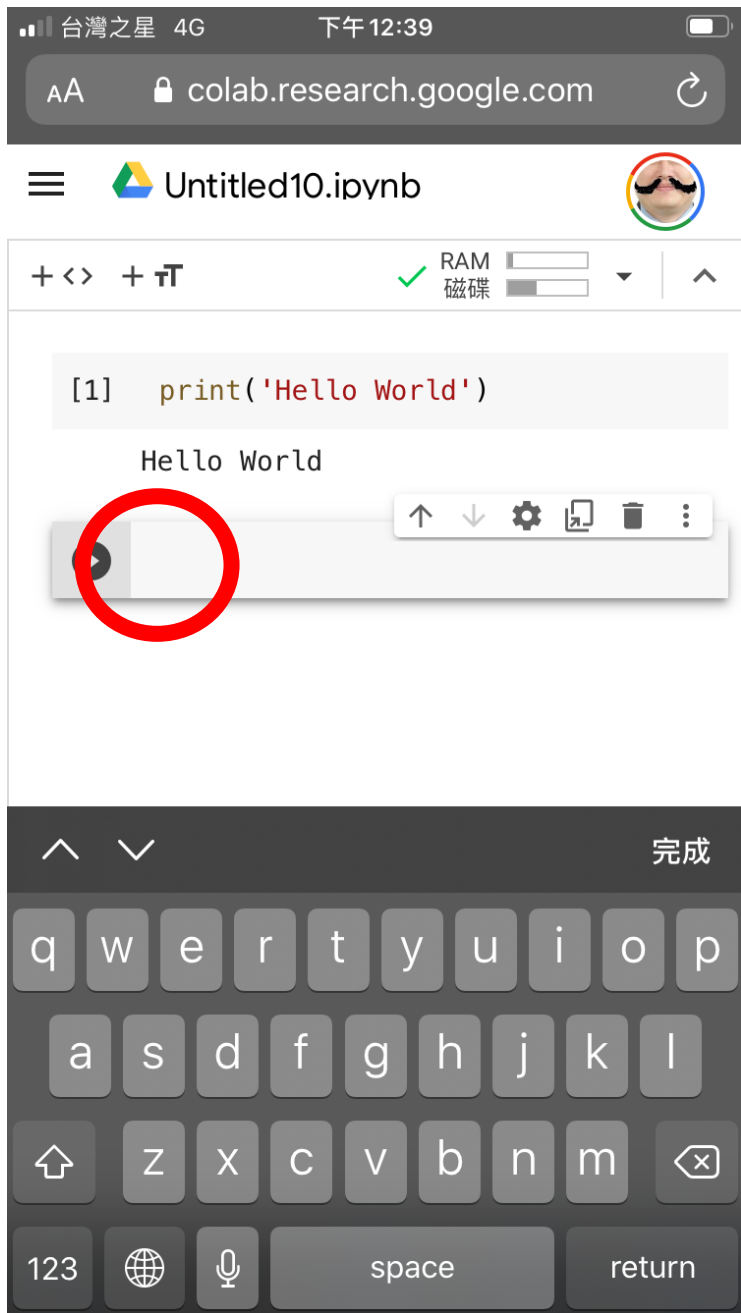 台灣之星 4G 下午12:39
AA colab.research.google.com
Untitled10.ipynb
+<> +TT RAM
磁碟
[1] print('Hello World')
Hello World
完成
q w e r t y u i o p
a s d f g h j k l
z x c v b n m
123 space return